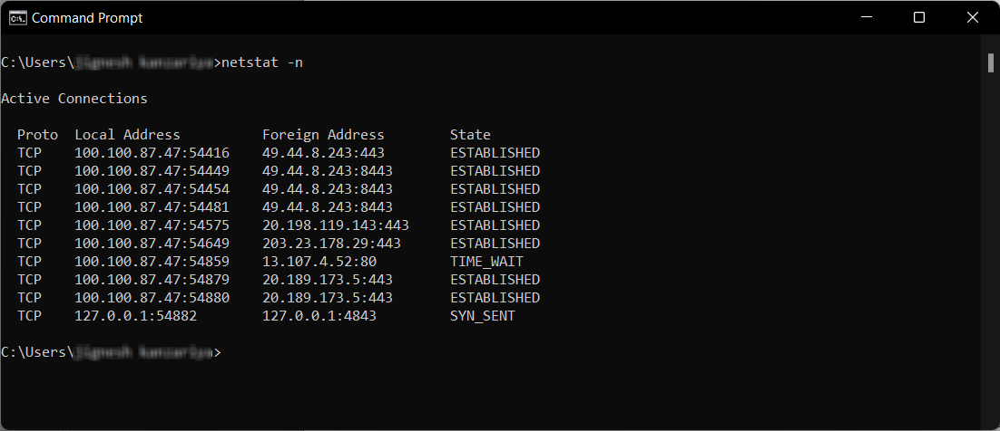 Command Prompt
C:\Users\ >netstat -n
Active Connections
Proto Local Address Foreign Address State
TCP 100.100.87.47:54416 49.44.8.243:443 ESTABLISHED
TCP 100.100.87.47:54449 49.44.8.243:8443 ESTABLISHED
TCP 100.100.87.47:54454 49.44.8.243:8443 ESTABLISHED
TCP 100.100.87.47:54481 49.44.8.243:8443 ESTABLISHED
TCP 100.100.87.47:54575 20.198.119.143:443 ESTABLISHED
TCP 100.100.87.47:54649 203.23.178.29:443 ESTABLISHED
TCP 100.100.87.47:54859 13.107.4.52:80 TIME_WAIT
TCP 100.100.87.47:54879 20.189.173.5:443 ESTABLISHED
TCP 100.100.87.47:54880 20.189.173.5:443 ESTABLISHED
TCP 127.0.0.1:54882 127.0.0.1:4843 SYN_SENT
C:\Users\ >